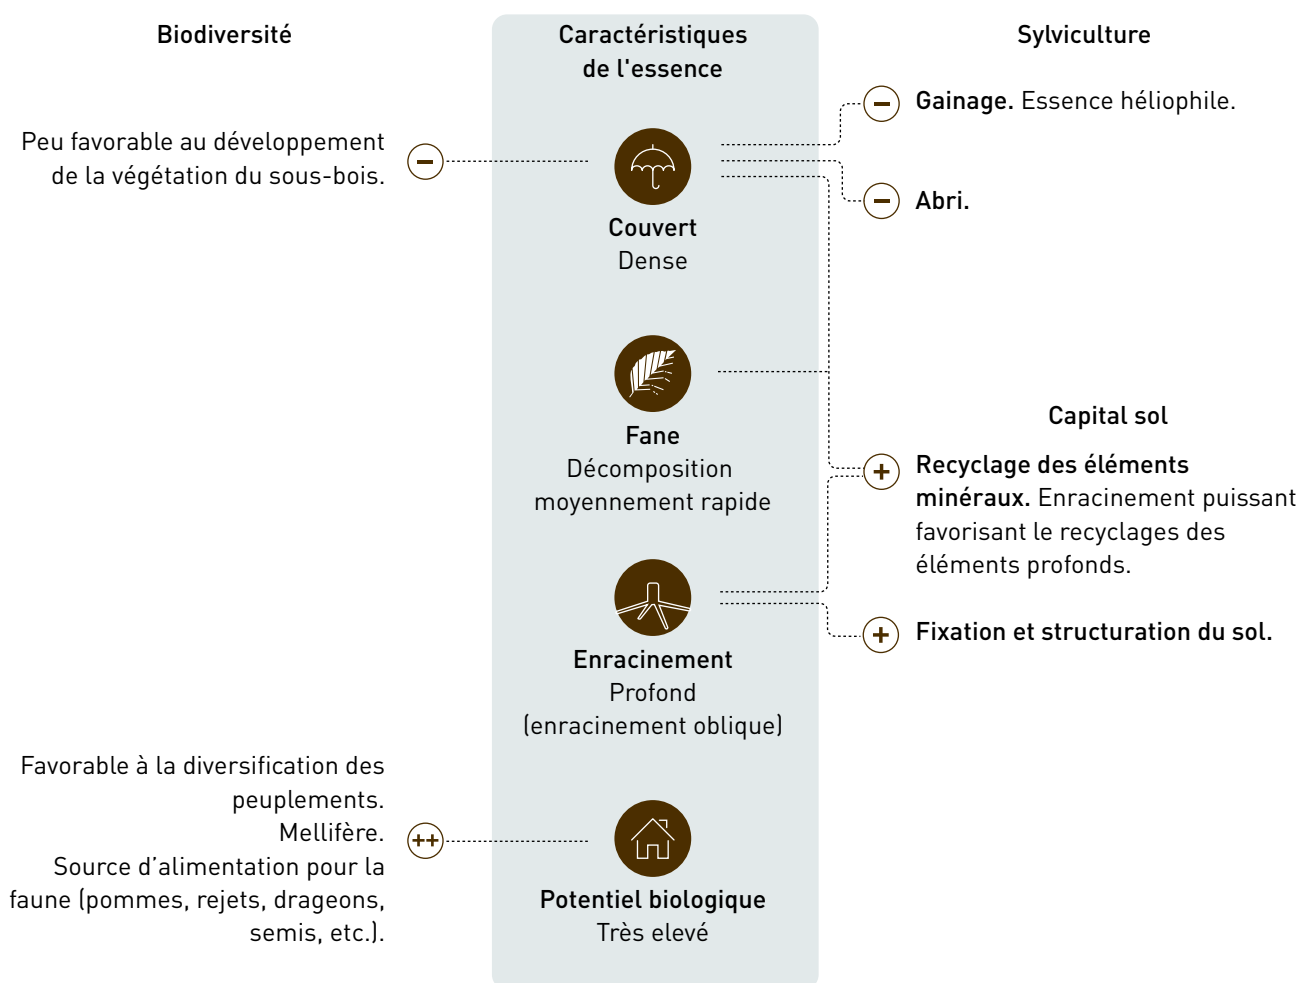 Biodiversité
Caractéristiques
de l'essence
Sylviculture
Peu favorable au développement
de la végétation du sous-bois.
−
Couvert
Dense
− Gainage. Essence héliophile.
− Abri.
Fane
Décomposition
moyennement rapide
Capital sol
+ Recyclage des éléments
minéraux. Enracinement puissant
favorisant le recyclages des
éléments profonds.
Enracinement
Profond
(enracinement oblique)
+ Fixation et structuration du sol.
Favorable à la diversification des
peuplements.
Mellifère.
Source d’alimentation pour la
faune (pommes, rejets, drageons,
semis, etc.).
++
Potentiel biologique
Très elevé